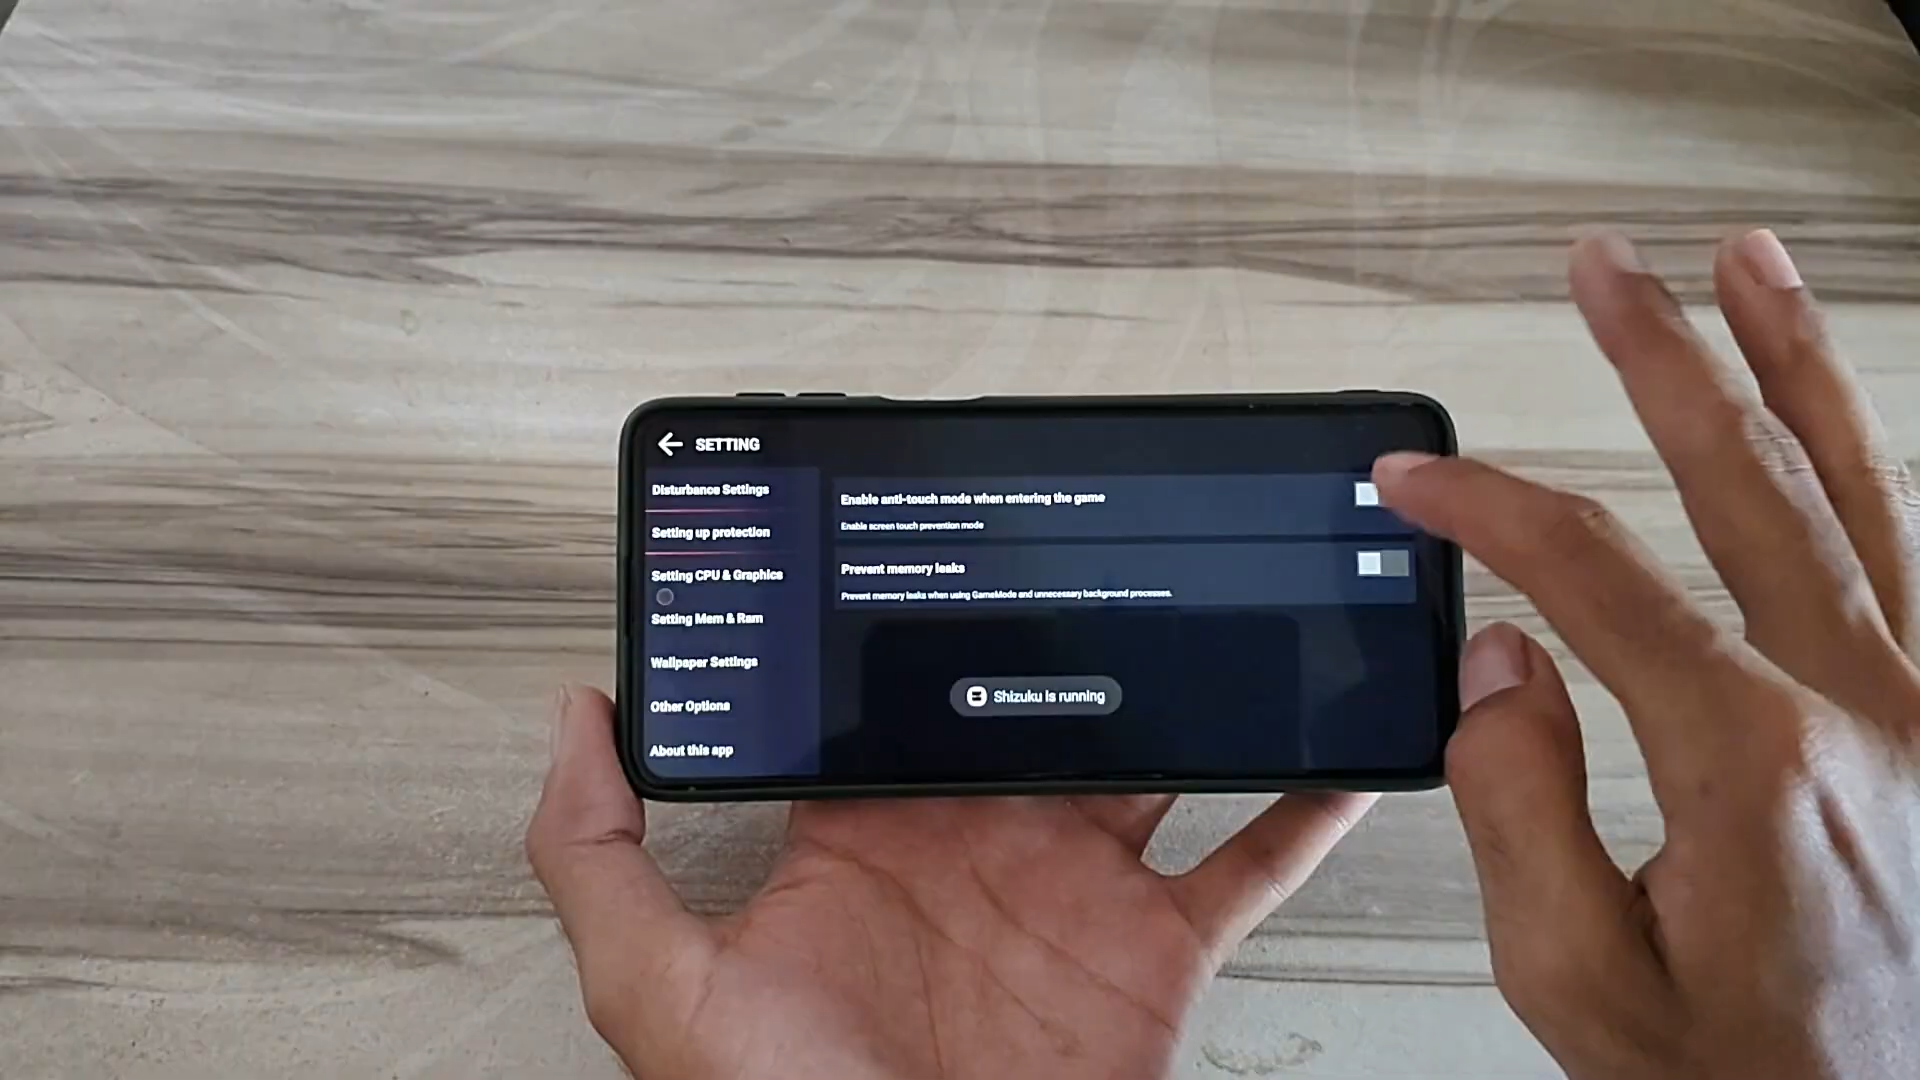 SETTING
Disturbance Settings
Setting up protection
Setting CPU & Graphics
Setting Mem & Ram
Wallpaper Settings
Other Options
About this app
Enable anti-touch mode when entering the game
Enable screen touch prevention mode
Prevent memory leaks
Prevent memory leaks when using GameMode and unnecessary background processes.
Shizuku is running